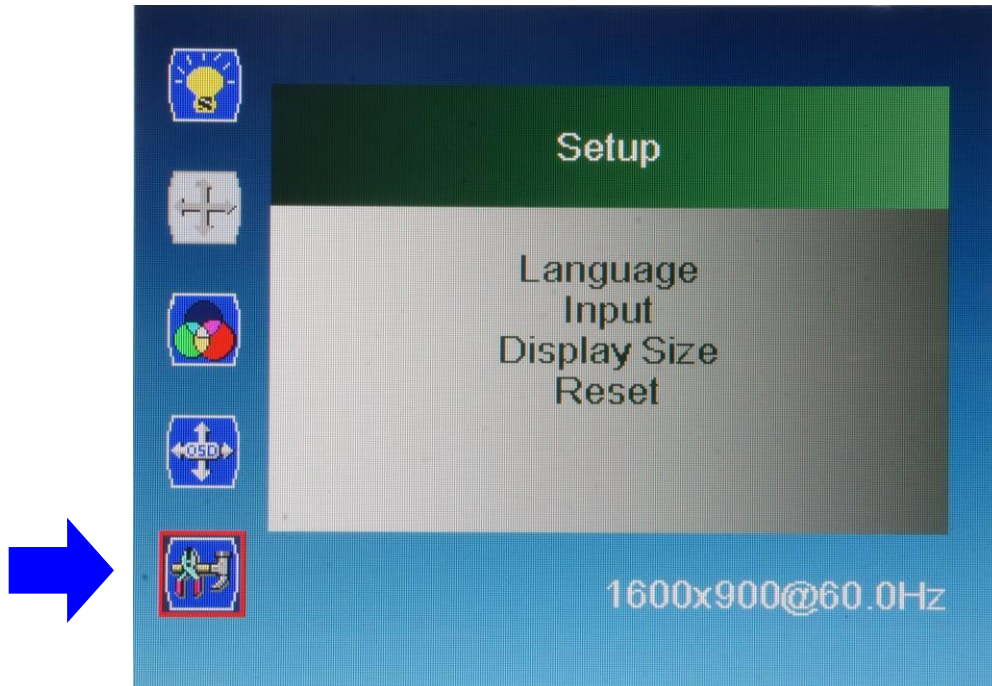 Setup
Language
Input
Display Size
Reset
OSD
1600x900@60.0Hz